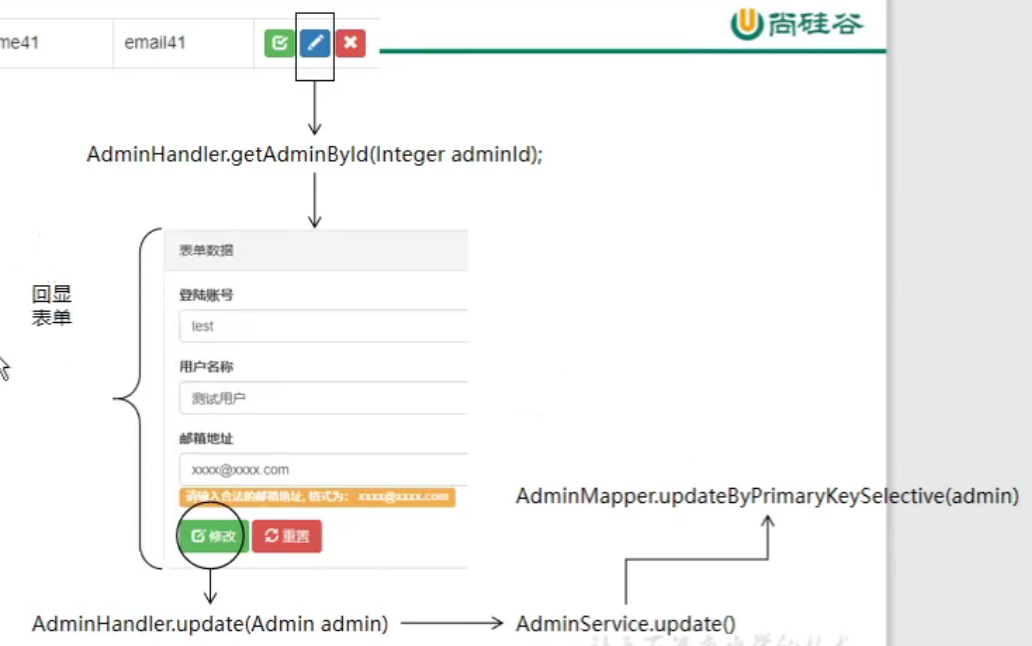 me41
email41
尚硅谷
AdminHandler.getAdminById(Integer adminId);
表单数据
回显
表单
登陆账号
test
用户名称
测试用户
邮箱地址
xxxx@xxxx.com
请输入合法的邮箱地址, 格式为： xxxx@xxxx.com
修改
重置
AdminMapper.updateByPrimaryKeySelective(admin)
AdminHandler.update(Admin admin)
AdminService.update()